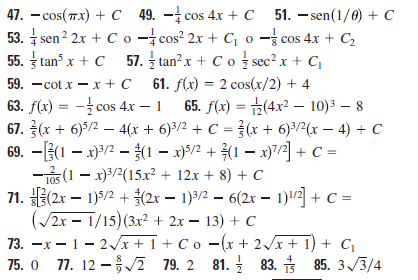 47. −cos(πx) + C 49. −1/4 cos 4x + C 51. −sen(1/θ) + C
53. 1/4 sen² 2x + C o −1/4 cos² 2x + C₁ o −1/8 cos 4x + C₂
55. 1/5 tan⁵ x + C 57. 1/2 tan² x + C o 1/2 sec² x + C₁
59. −cot x − x + C 61. f(x) = 2 cos(x/2) + 4
63. f(x) = −1/2 cos 4x − 1 65. f(x) = 1/12(4x² − 10)³ − 8
67. 2/5(x + 6)^5/2 − 4(x + 6)^3/2 + C = 2/5(x + 6)^3/2(x − 4) + C
69. −[2/3(1 − x)^3/2 − 4/5(1 − x)^5/2 + 2/7(1 − x)^7/2] + C =
−2/105(1 − x)^3/2(15x² + 12x + 8) + C
71. 1/8[2/5(2x − 1)^5/2 + 4/3(2x − 1)^3/2 − 6(2x − 1)^1/2] + C =
(√2x − 1/15)(3x² + 2x − 13) + C
73. −x − 1 − 2√x + 1 + C o −(x + 2√x + 1) + C₁
75. 0 77. 12 − 8/9√2 79. 2 81. 1/2 83. 4/15 85. 3√3/4